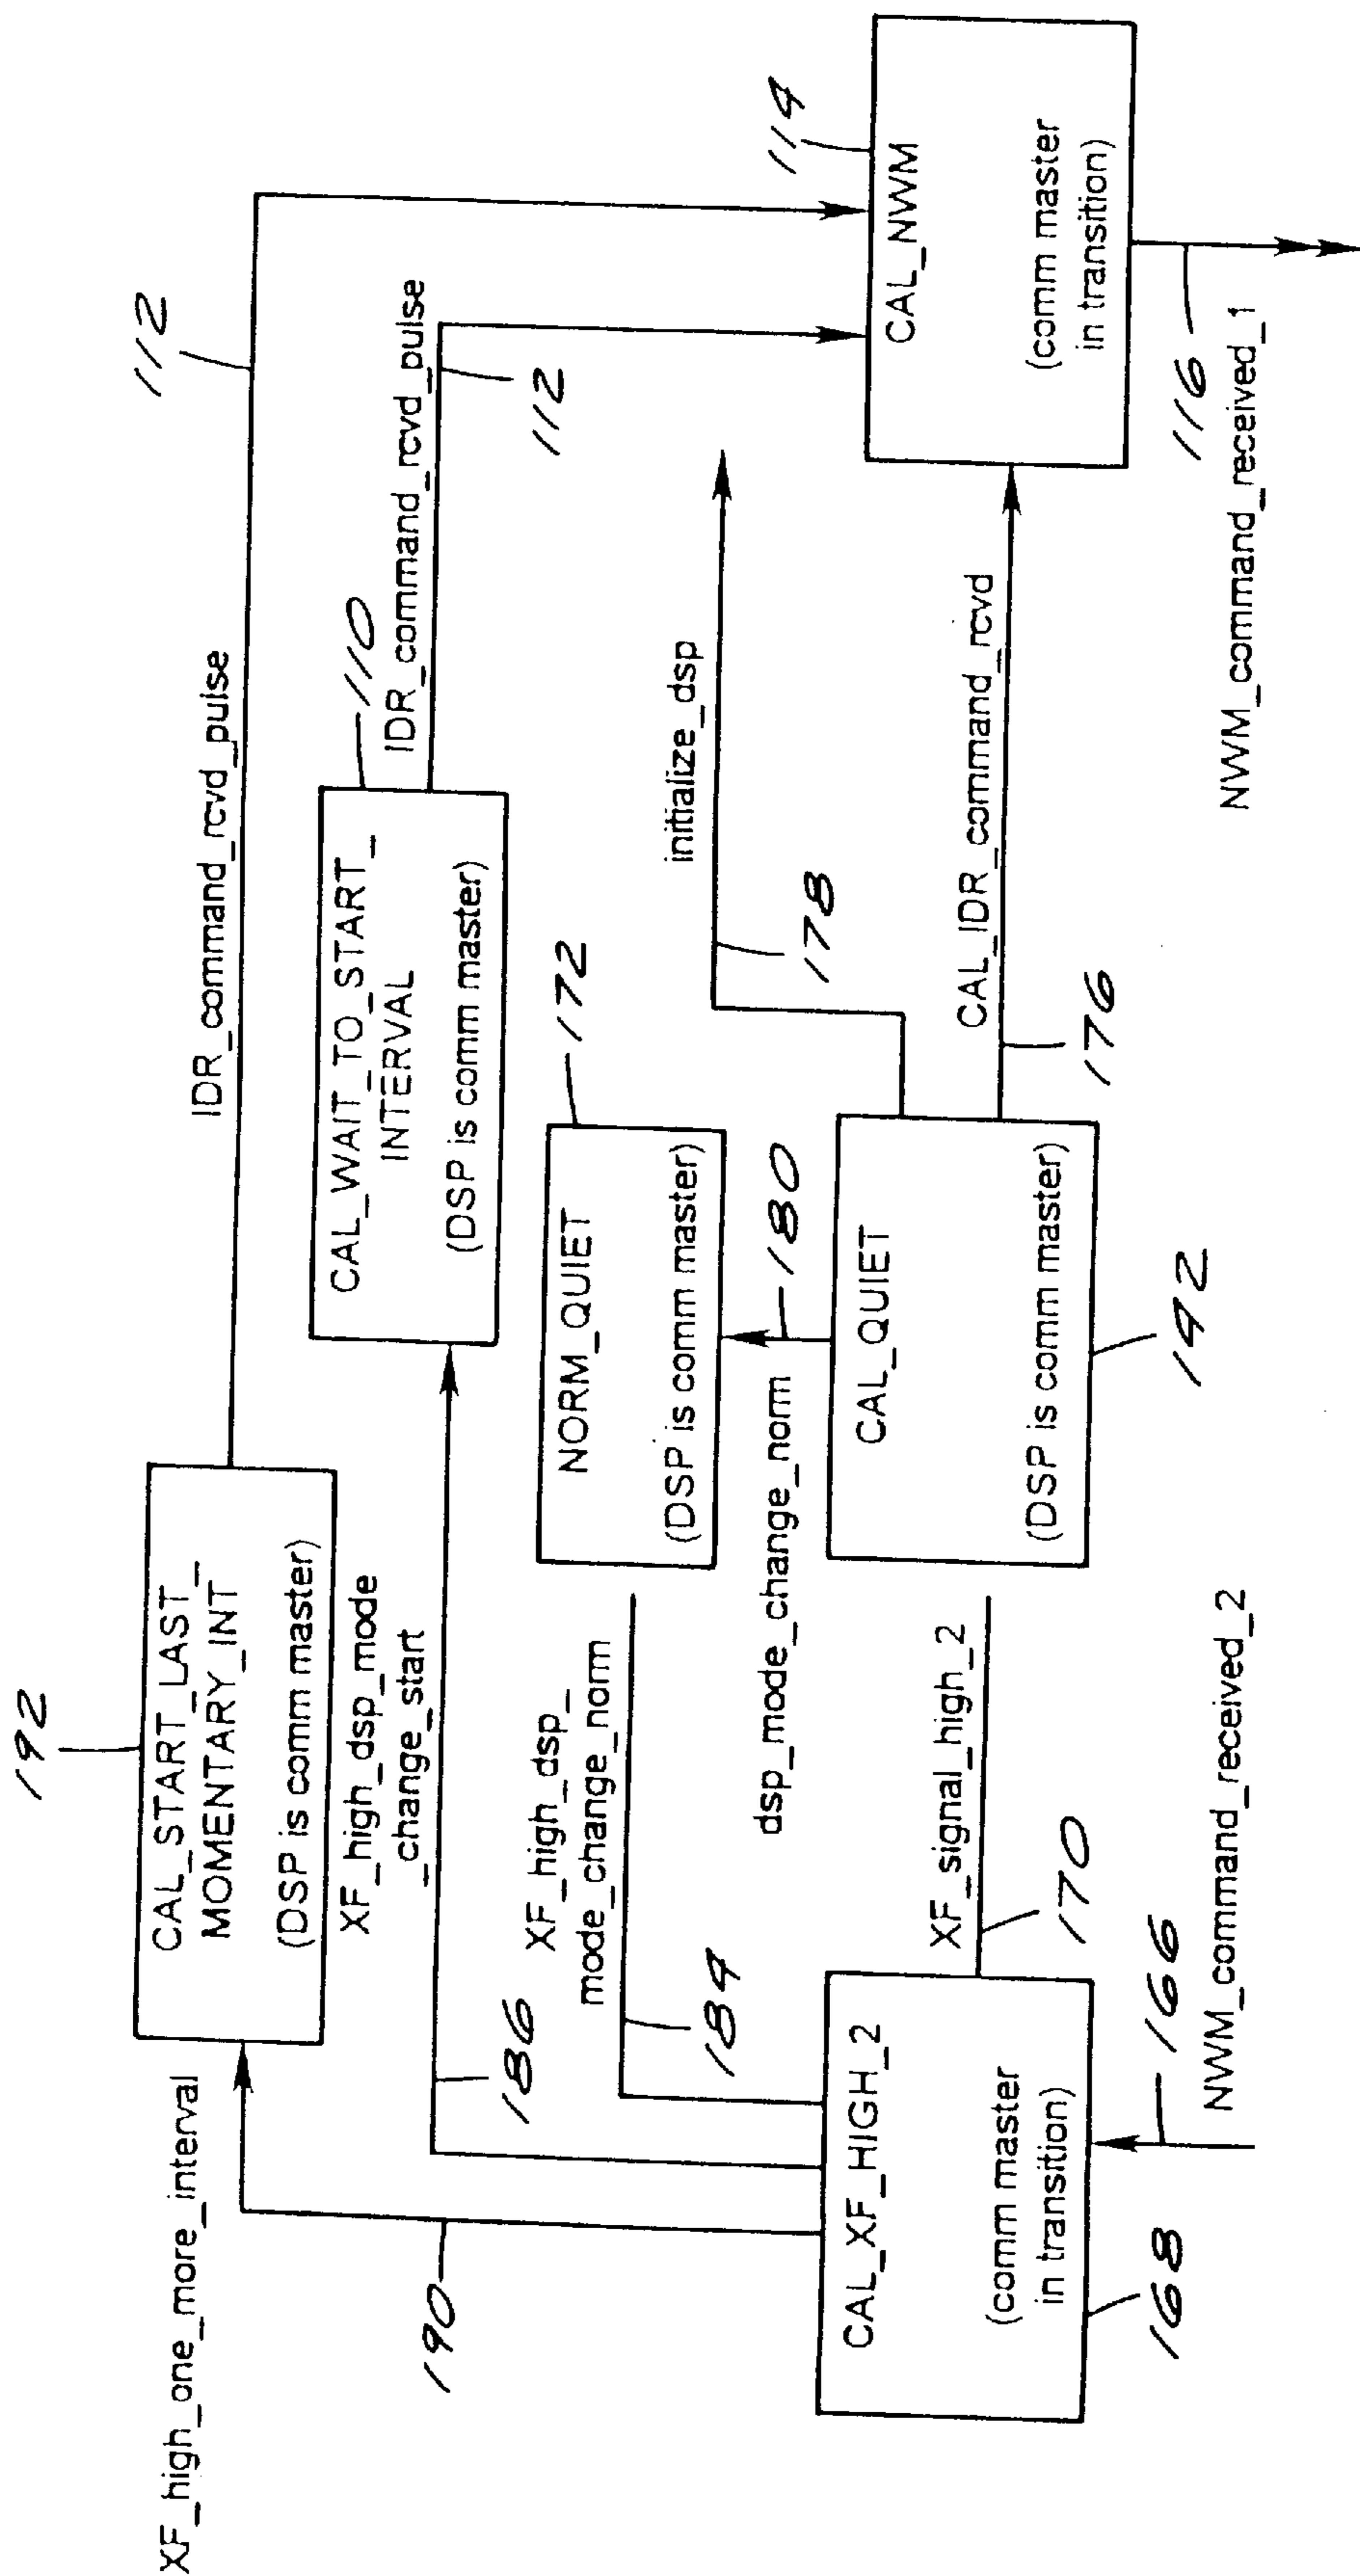 192
112
XF_high_one_more_interval
CAL_START_LAST_
MOMENTARY_INT
(DSP is comm master)
IDR_command_rcvd_pulse
XF_high_dsp_mode
_change_start
110
CAL_WAIT_TO_START_
INTERVAL
(DSP is comm master)
IDR_command_rcvd_pulse
112
190
186
XF_high_dsp_
mode_change_norm
184
172
NORM_QUIET
(DSP is comm master)
initialize_dsp
178
114
dsp_mode_change_norm
180
CAL_XF_HIGH_2
(comm master
in transition)
168
XF_signal_high_2
170
CAL_QUIET
(DSP is comm master)
142
CAL_IDR_command_rcvd
176
CAL_NWM
(comm master
in transition)
166
NWM_command_received_2
116
NWM_command_received_1